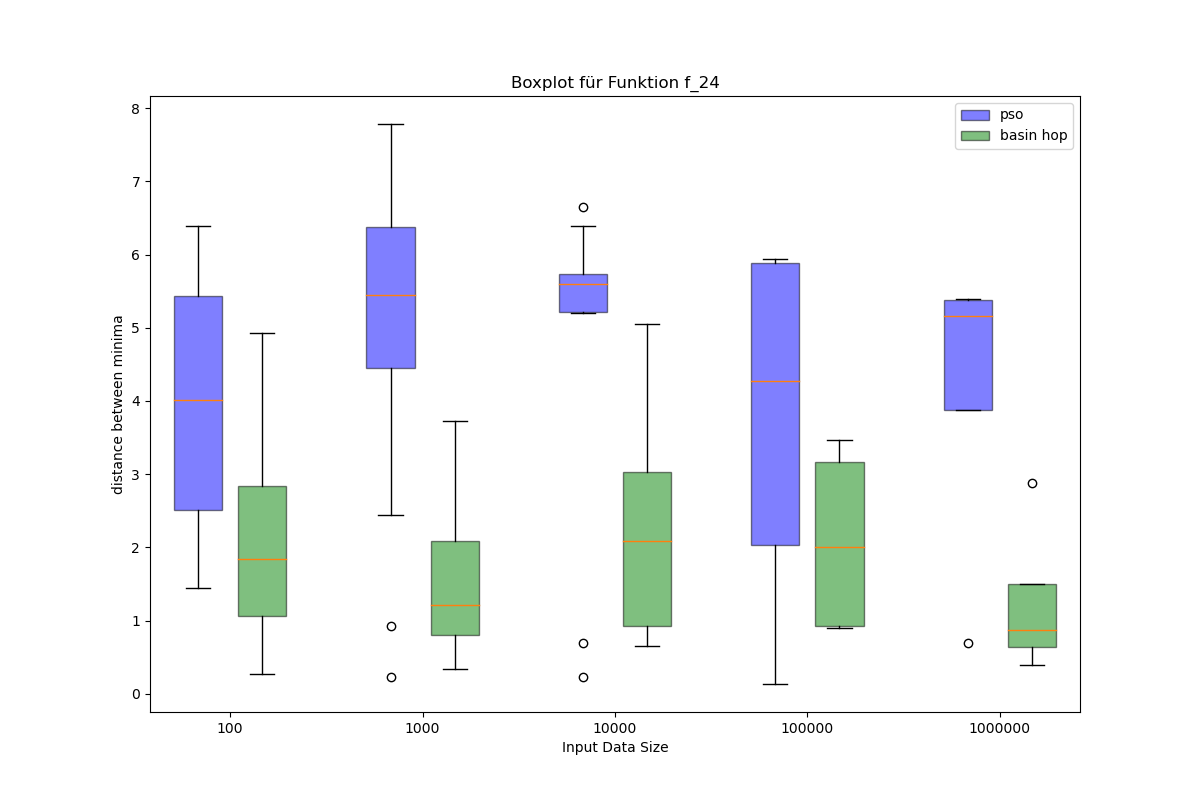 Boxplot für Funktion f_24
pso
basin hop
distance between minima
8
7
6
5
4
3
2
1
0
100 1000 10000 100000 1000000
Input Data Size